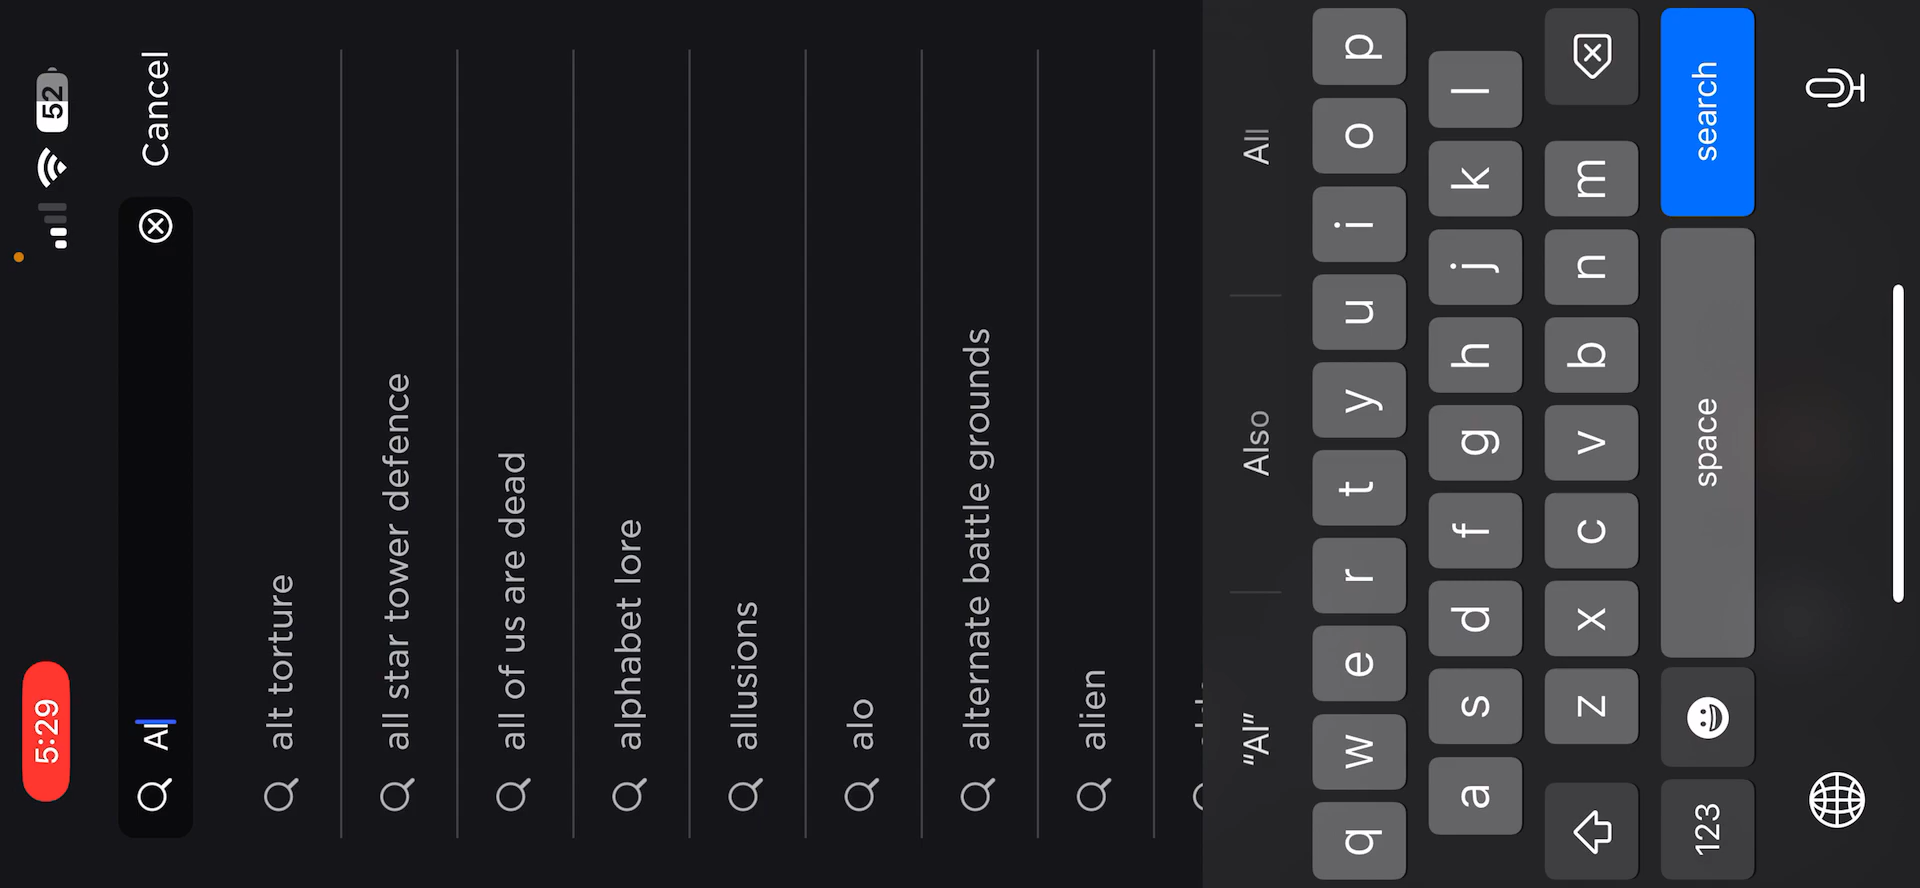 5:29
52
Al
Cancel
alt torture
all star tower defence
all of us are dead
alphabet lore
allusions
alo
alternate battle grounds
alien
"Al" Also All
q w e r t y u i o p
a s d f g h j k l
z x c v b n m
123 space search